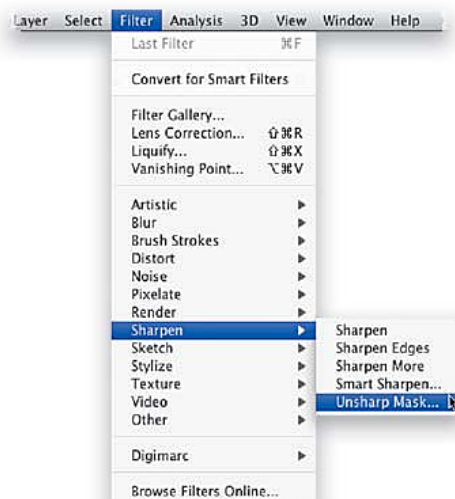 Layer Select Filter Analysis 3D View Window Help
Last Filter ⌘F
Convert for Smart Filters
Filter Gallery...
Lens Correction... ⇧⌘R
Liquify... ⇧⌘X
Vanishing Point... ⌥⌘V
Artistic
Blur
Brush Strokes
Distort
Noise
Pixelate
Render
Sharpen
Sketch
Stylize
Texture
Video
Other
Digimarc
Browse Filters Online...
Sharpen
Sharpen Edges
Sharpen More
Smart Sharpen...
Unsharp Mask...